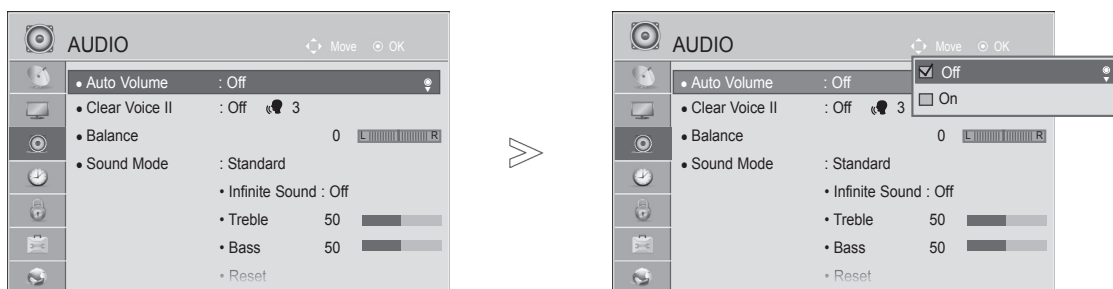 AUDIO
Move OK
• Auto Volume : Off
• Clear Voice II : Off 3
• Balance 0 L R
• Sound Mode : Standard
• Infinite Sound : Off
• Treble 50
• Bass 50
• Reset
AUDIO
Move OK
• Auto Volume : Off
Off
On
• Clear Voice II : Off 3
• Balance 0 L R
• Sound Mode : Standard
• Infinite Sound : Off
• Treble 50
• Bass 50
• Reset